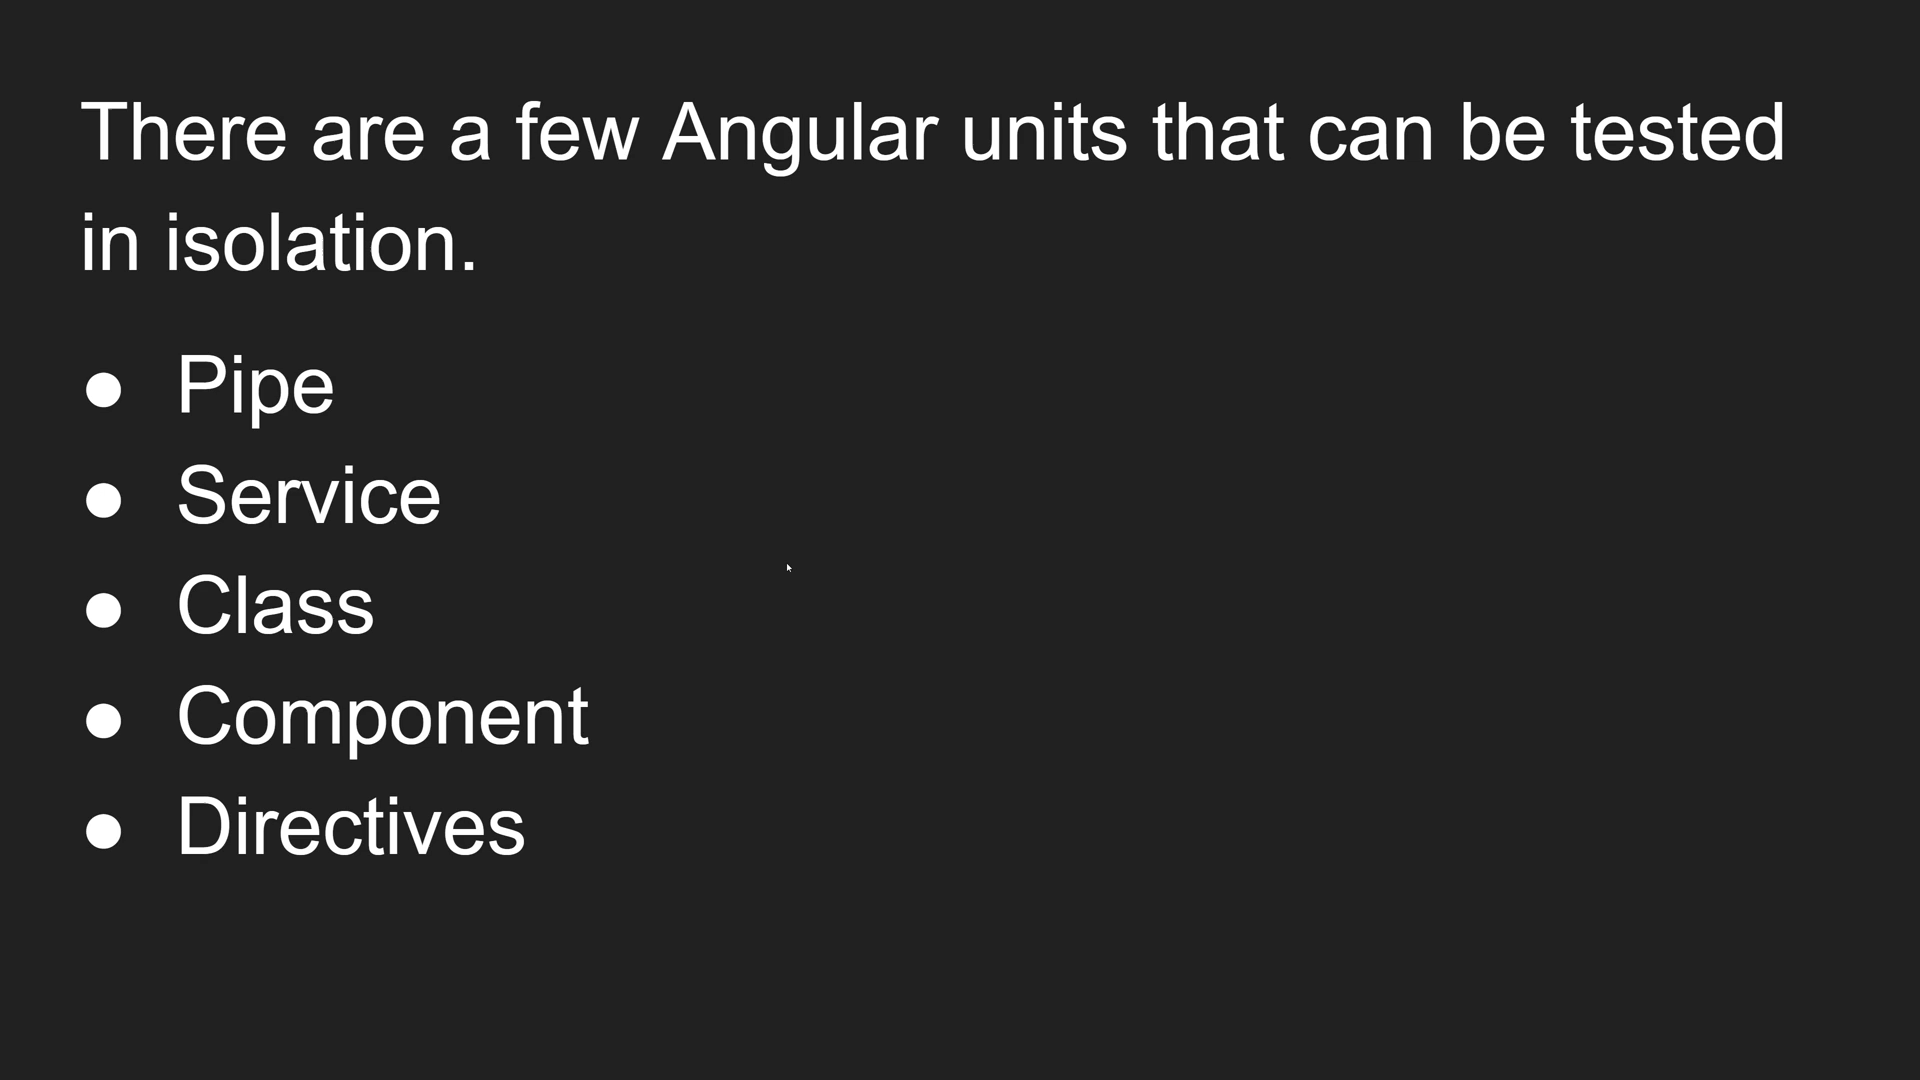 There are a few Angular units that can be tested
in isolation.
● Pipe
● Service
● Class
● Component
● Directives